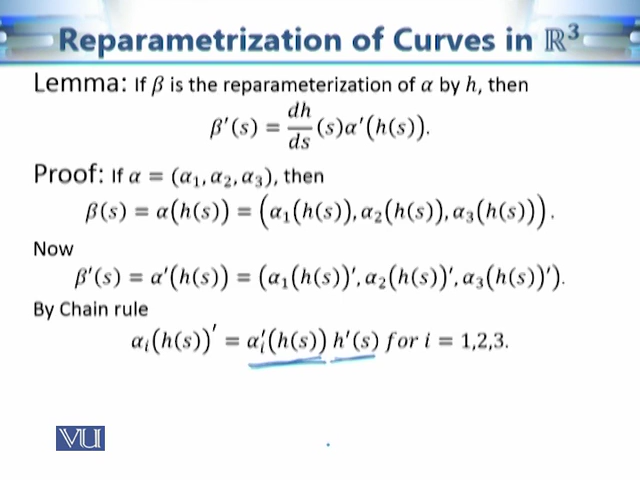 Reparametrization of Curves in ℝ³
Lemma: If β is the reparameterization of α by h, then
β′(s) = dh/ds (s)α′(h(s)).
Proof: If α = (α₁, α₂, α₃), then
β(s) = α(h(s)) = (α₁(h(s)), α₂(h(s)), α₃(h(s))).
Now
β′(s) = α′(h(s)) = (α₁(h(s))′, α₂(h(s))′, α₃(h(s))′).
By Chain rule
αᵢ(h(s))′ = αᵢ′(h(s)) h′(s) for i = 1,2,3.
VU